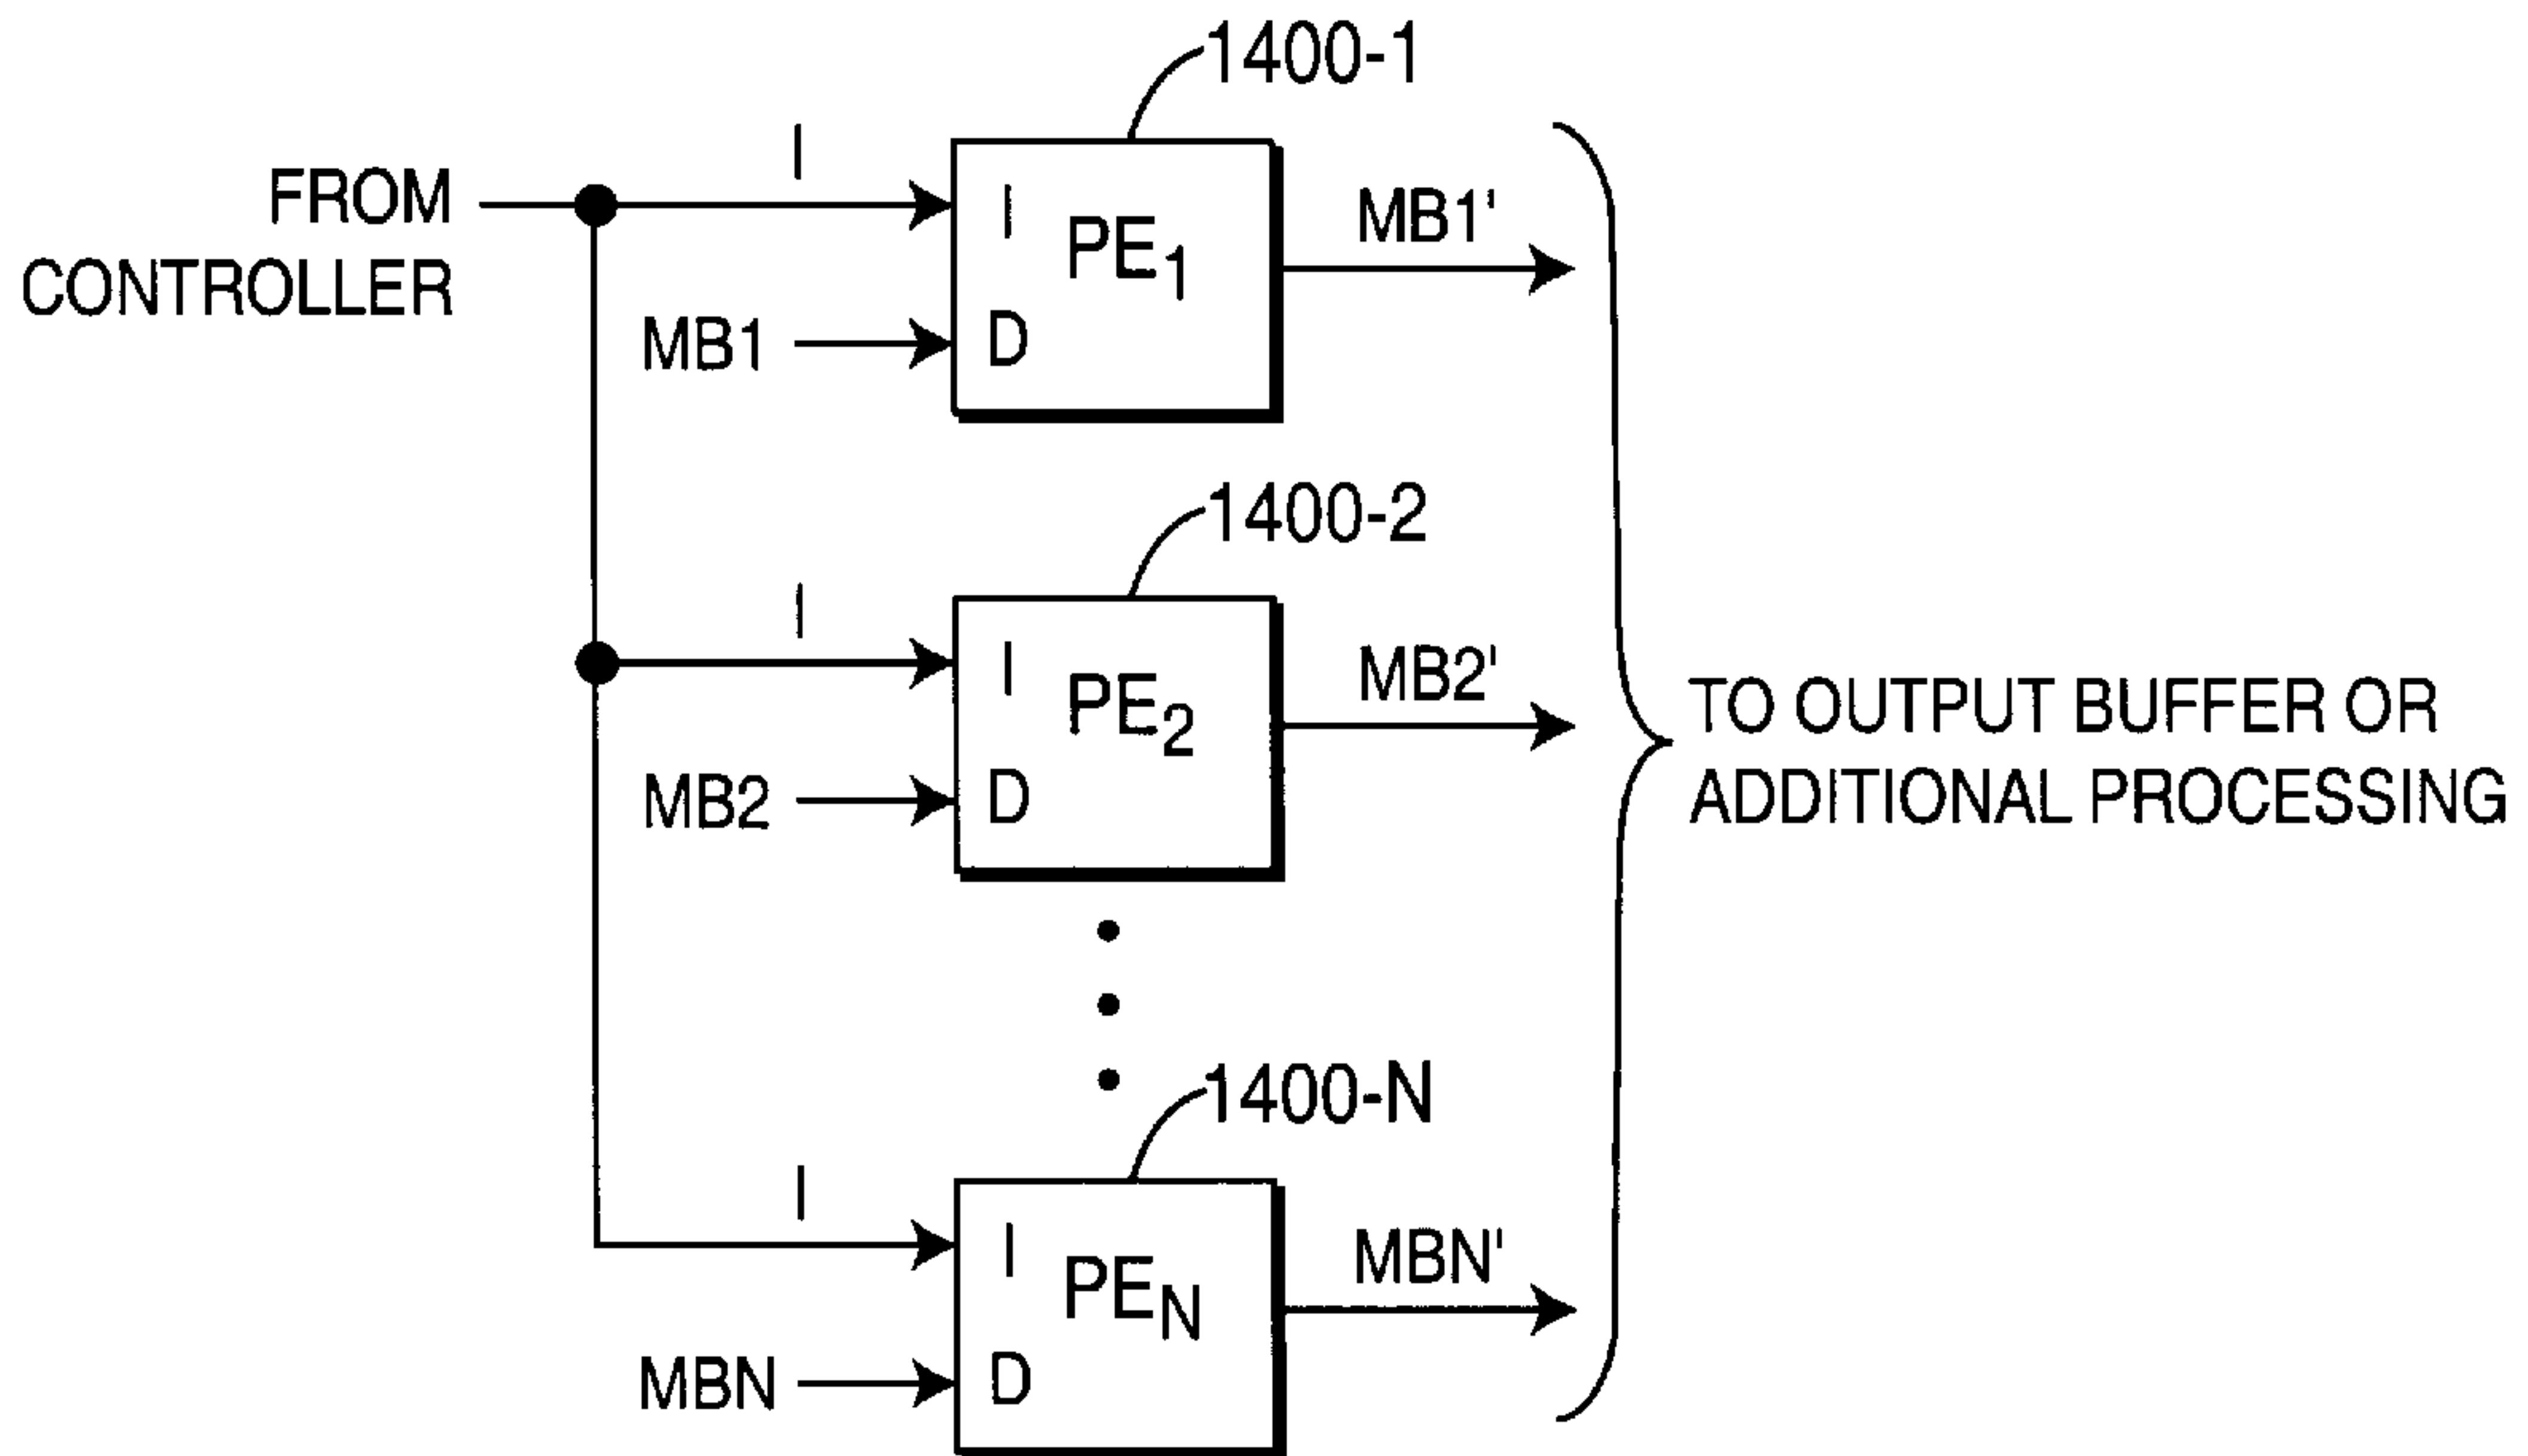 1400-1
I
FROM
CONTROLLER
I
PE1
MB1'
MB1
D
1400-2
I
I
PE2
MB2'
MB2
D
TO OUTPUT BUFFER OR
ADDITIONAL PROCESSING
1400-N
I
I
PEN
MBN'
MBN
D